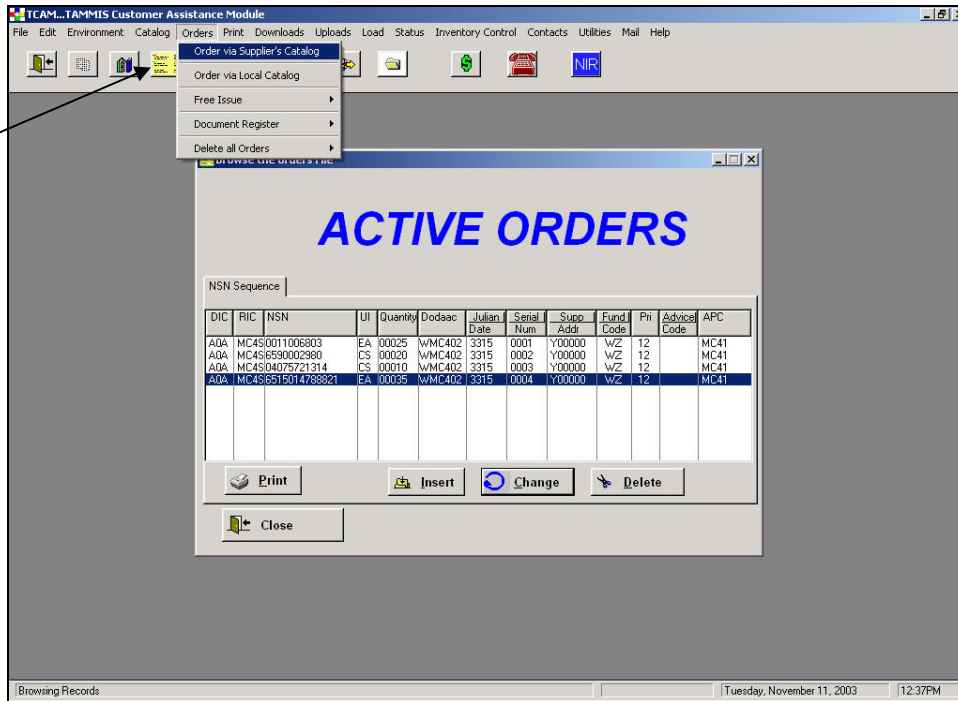 TCAM...TAMMIS Customer Assistance Module
File Edit Environment Catalog Orders Print Downloads Uploads Load Status Inventory Control Contacts Utilities Mail Help
NIR
Order via Supplier's Catalog
Order via Local Catalog
Free Issue
Document Register
Delete all Orders
Browse the orders File
ACTIVE ORDERS
NSN Sequence
DIC RIC NSN UI Quantity Dodaac Julian Date Serial Num Supp Addr Fund Code Pri Advice Code APC
A0A MC4S 0011006803 EA 00025 WMC402 3315 0001 Y00000 WZ 12 MC41
A0A MC4S 6590002980 CS 00020 WMC402 3315 0002 Y00000 WZ 12 MC41
A0A MC4S 04075721314 CS 00010 WMC402 3315 0003 Y00000 WZ 12 MC41
A0A MC4S 6515014788821 EA 00035 WMC402 3315 0004 Y00000 WZ 12 MC41
Print Insert Change Delete
Close
Browsing Records Tuesday, November 11, 2003 12:37PM